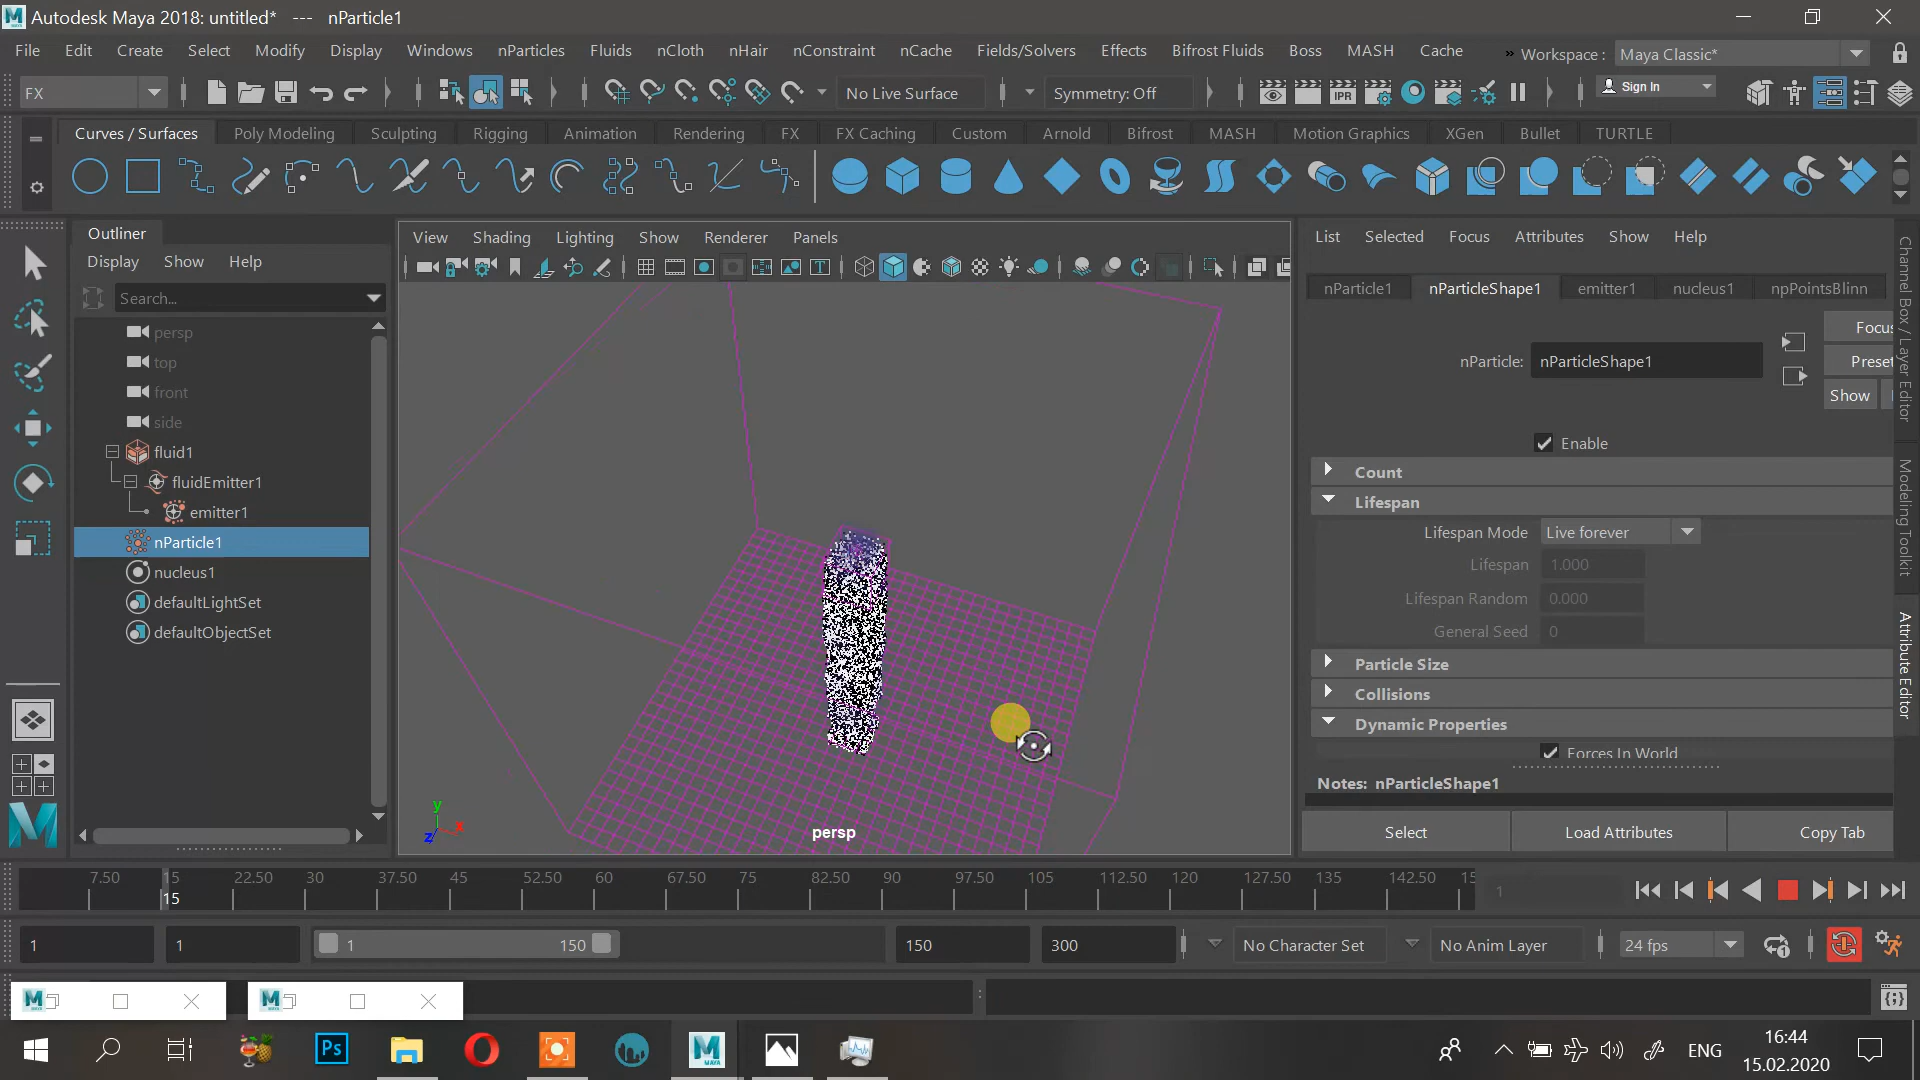 Autodesk Maya 2018: untitled*   ---   nParticle1
File Edit Create Select Modify Display Windows nParticles Fluids nCloth nHair nConstraint nCache Fields/Solvers Effects Bifrost Fluids Boss MASH Cache » Workspace : Maya Classic*
FX No Live Surface Symmetry: Off IPR Sign In
Curves / Surfaces Poly Modeling Sculpting Rigging Animation Rendering FX FX Caching Custom Arnold Bifrost MASH Motion Graphics XGen Bullet TURTLE
Outliner
Display Show Help
Search...
persp
top
front
side
fluid1
fluidEmitter1
emitter1
nParticle1
nucleus1
defaultLightSet
defaultObjectSet
View Shading Lighting Show Renderer Panels
persp
y
x
z
List Selected Focus Attributes Show Help
nParticle1 nParticleShape1 emitter1 nucleus1 npPointsBlinn
Focus
nParticle: nParticleShape1
Preset
Show
Enable
Count
Lifespan
Lifespan Mode Live forever
Lifespan 1.000
Lifespan Random 0.000
General Seed 0
Particle Size
Collisions
Dynamic Properties
Forces In World
Notes: nParticleShape1
Select Load Attributes Copy Tab
Channel Box / Layer Editor
Modeling Toolkit
Attribute Editor
7.50 15 22.50 30 37.50 45 52.50 60 67.50 75 82.50 90 97.50 105 112.50 120 127.50 135 142.50 15
15
1
1 1 1 150 150 300 No Character Set No Anim Layer 24 fps
MAYA
Ps
ENG
16:44
15.02.2020